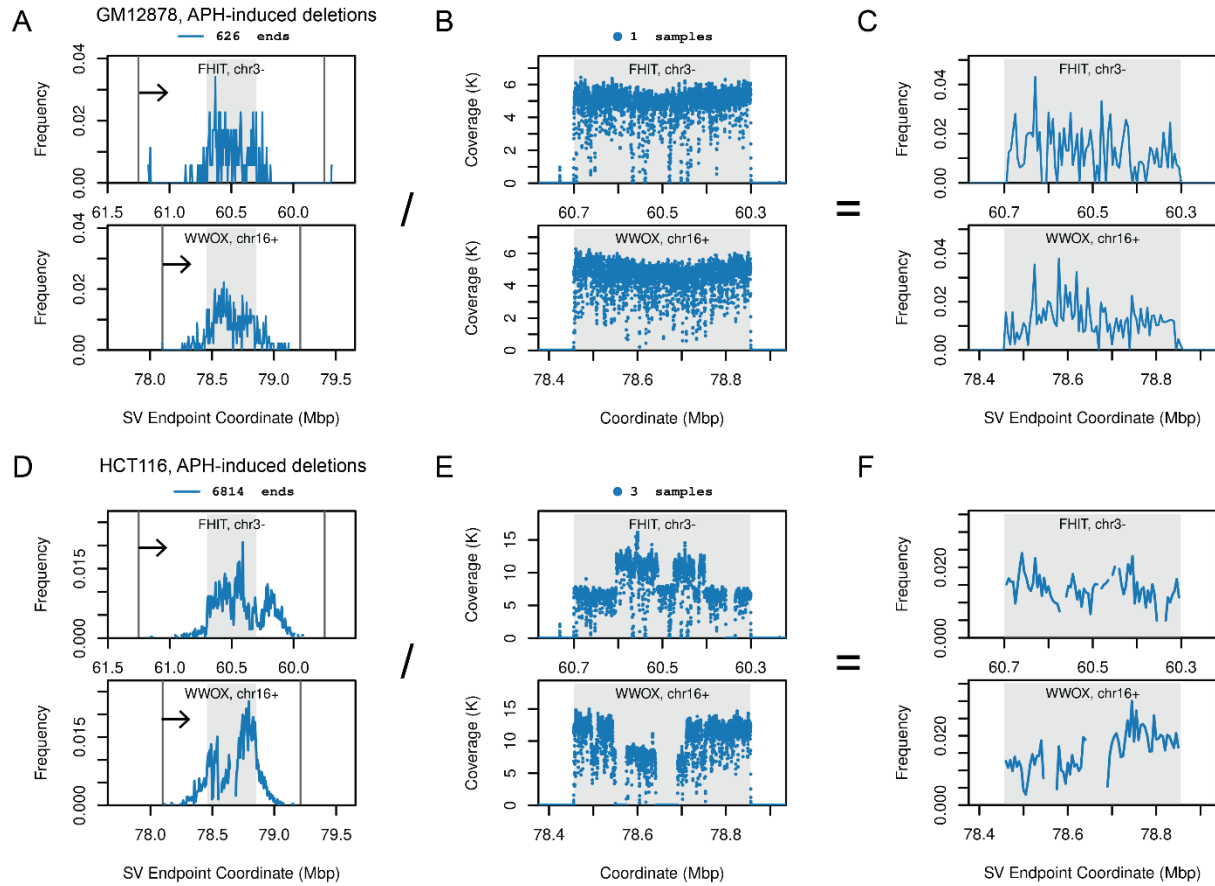 A
GM12878, APH-induced deletions
626 ends
Frequency
0.04
0.02
0.00
FHIT, chr3-
61.5 61.0 60.5 60.0
Frequency
0.04
0.02
0.00
WWOX, chr16+
78.0 78.5 79.0 79.5
SV Endpoint Coordinate (Mbp)
/
B
1 samples
Coverage (K)
6
4
2
0
FHIT, chr3-
60.7 60.5 60.3
Coverage (K)
6
4
2
0
WWOX, chr16+
78.4 78.6 78.8
Coordinate (Mbp)
=
C
Frequency
0.04
0.02
0.00
FHIT, chr3-
60.7 60.5 60.3
Frequency
0.04
0.02
0.00
WWOX, chr16+
78.4 78.6 78.8
SV Endpoint Coordinate (Mbp)
D
HCT116, APH-induced deletions
6814 ends
Frequency
0.015
0.000
FHIT, chr3-
61.5 61.0 60.5 60.0
Frequency
0.015
0.000
WWOX, chr16+
78.0 78.5 79.0 79.5
SV Endpoint Coordinate (Mbp)
/
E
3 samples
Coverage (K)
15
10
5
0
FHIT, chr3-
60.7 60.5 60.3
Coverage (K)
15
10
5
0
WWOX, chr16+
78.4 78.6 78.8
Coordinate (Mbp)
=
F
Frequency
0.020
0.000
FHIT, chr3-
60.7 60.5 60.3
Frequency
0.020
0.000
WWOX, chr16+
78.4 78.6 78.8
SV Endpoint Coordinate (Mbp)